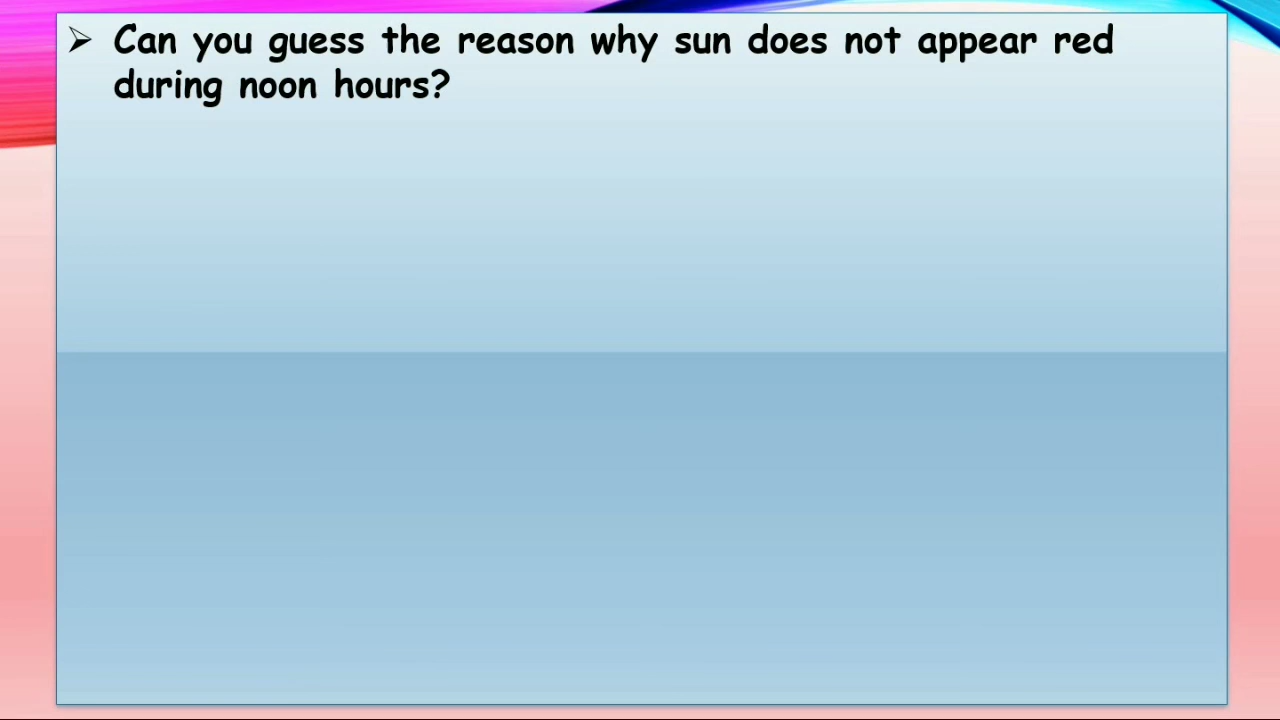 ➢ Can you guess the reason why sun does not appear red
during noon hours?